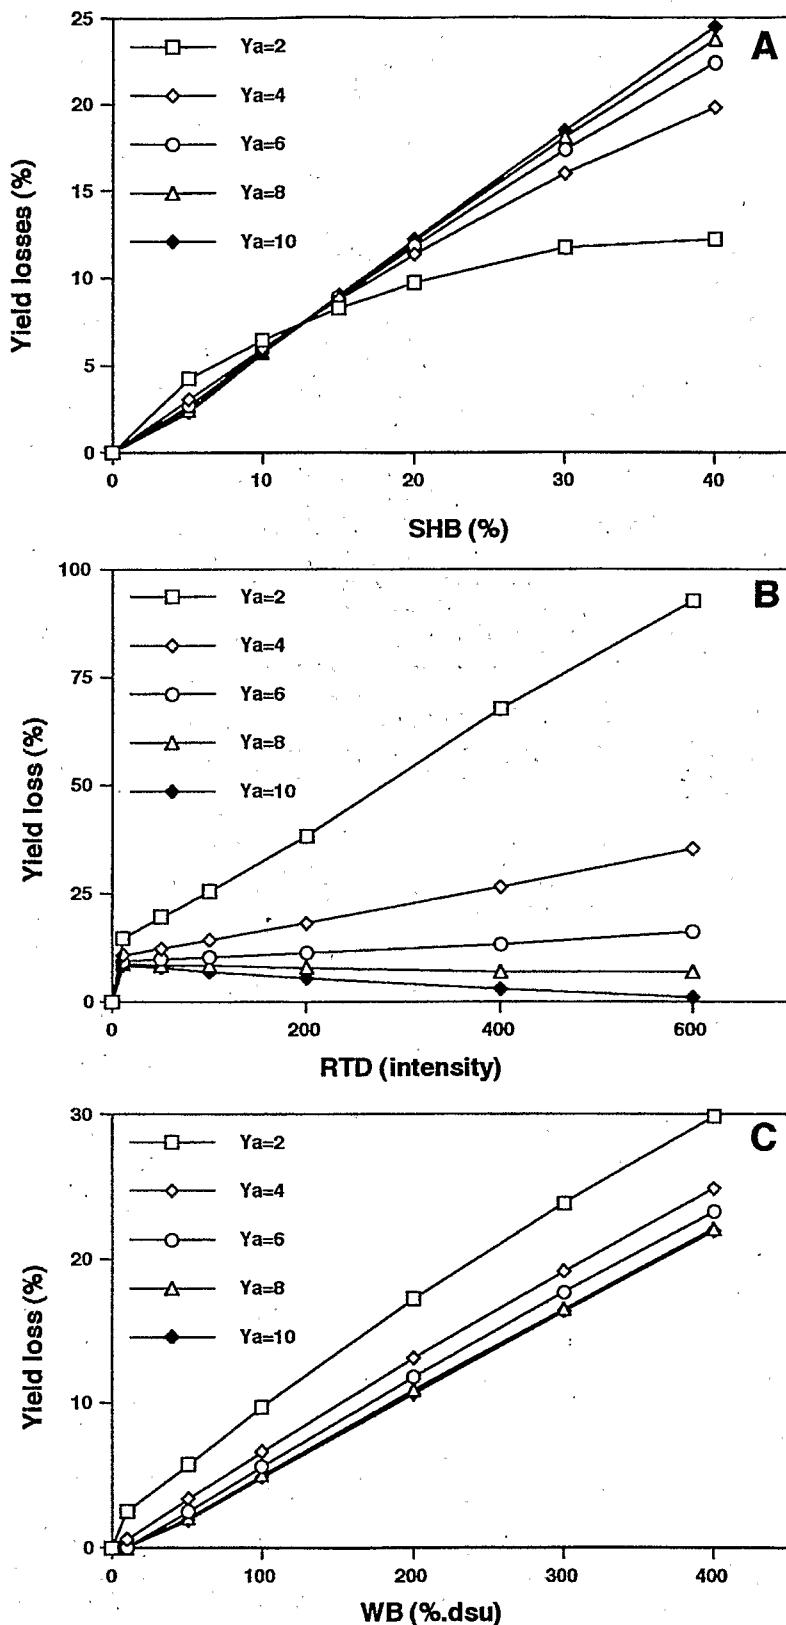 A
25
20
15
10
5
0
Yield losses (%)
Ya=2
Ya=4
Ya=6
Ya=8
Ya=10
0 10 20 30 40
SHB (%)
B
100
75
50
25
0
Yield loss (%)
Ya=2
Ya=4
Ya=6
Ya=8
Ya=10
0 200 400 600
RTD (intensity)
C
30
20
10
0
Yield loss (%)
Ya=2
Ya=4
Ya=6
Ya=8
Ya=10
0 100 200 300 400
WB (%.dsu)